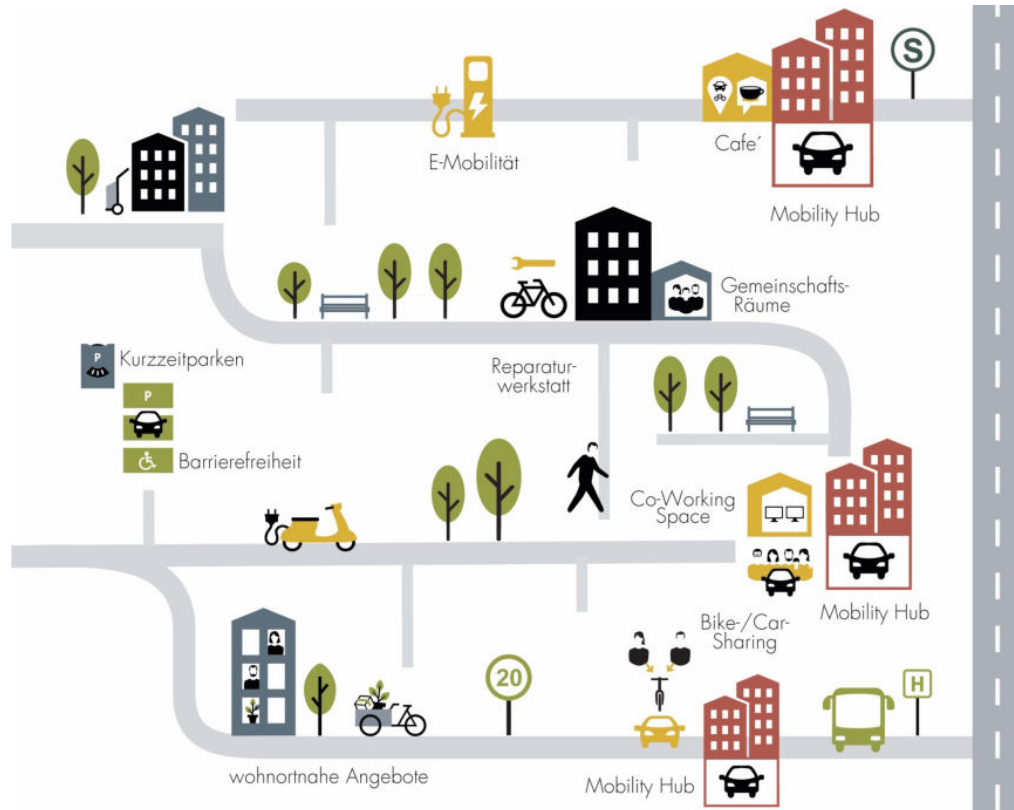 S
E-Mobilität
Cafe´
Mobility Hub
Gemeinschafts-
Räume
P
Kurzzeitparken
Reparatur-
werkstatt
P
Barrierefreiheit
Co-Working
Space
Mobility Hub
Bike-/Car-
Sharing
20
H
wohnortnahe Angebote
Mobility Hub